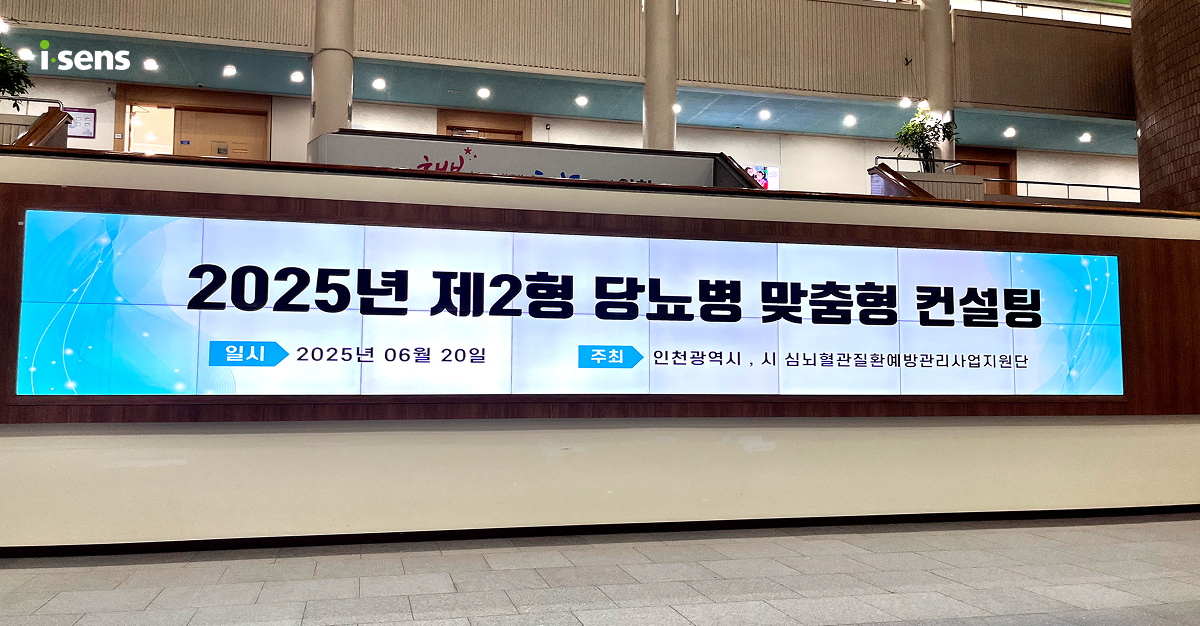 i·sens
2025년 제2형 당뇨병 맞춤형 컨설팅
일시 2025년 06월 20일
주최 인천광역시 , 시 심뇌혈관질환예방관리사업지원단